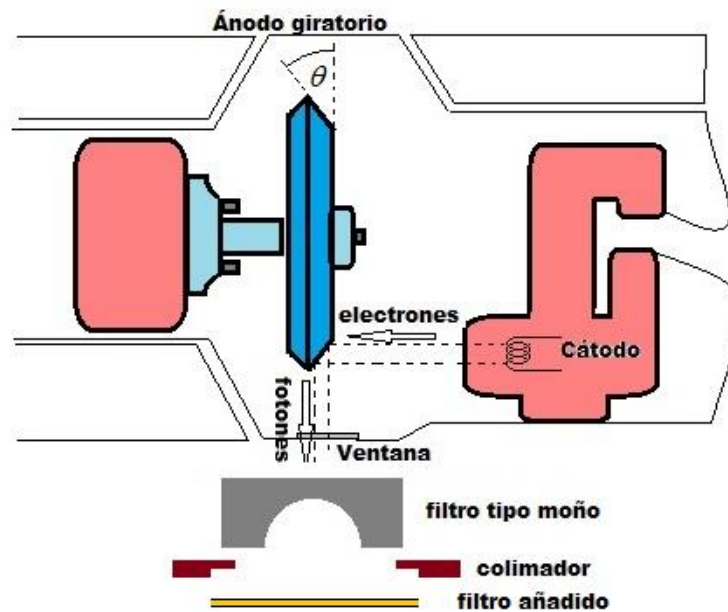 Ánodo giratorio
θ
electrones
Cátodo
fotones
Ventana
filtro tipo moño
colimador
filtro añadido